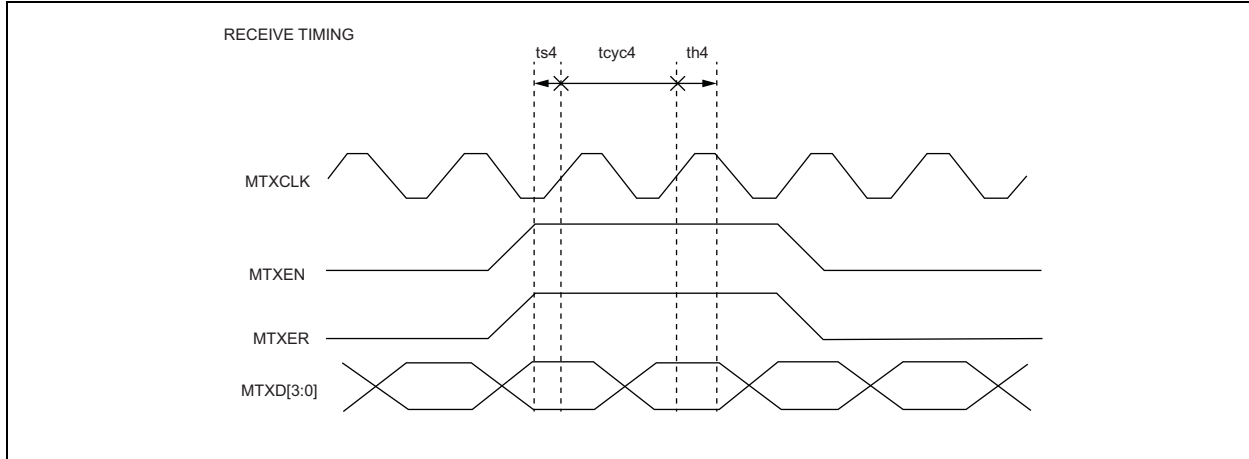 RECEIVE TIMING
ts4 tcyc4 th4
MTXCLK
MTXEN
MTXER
MTXD[3:0]